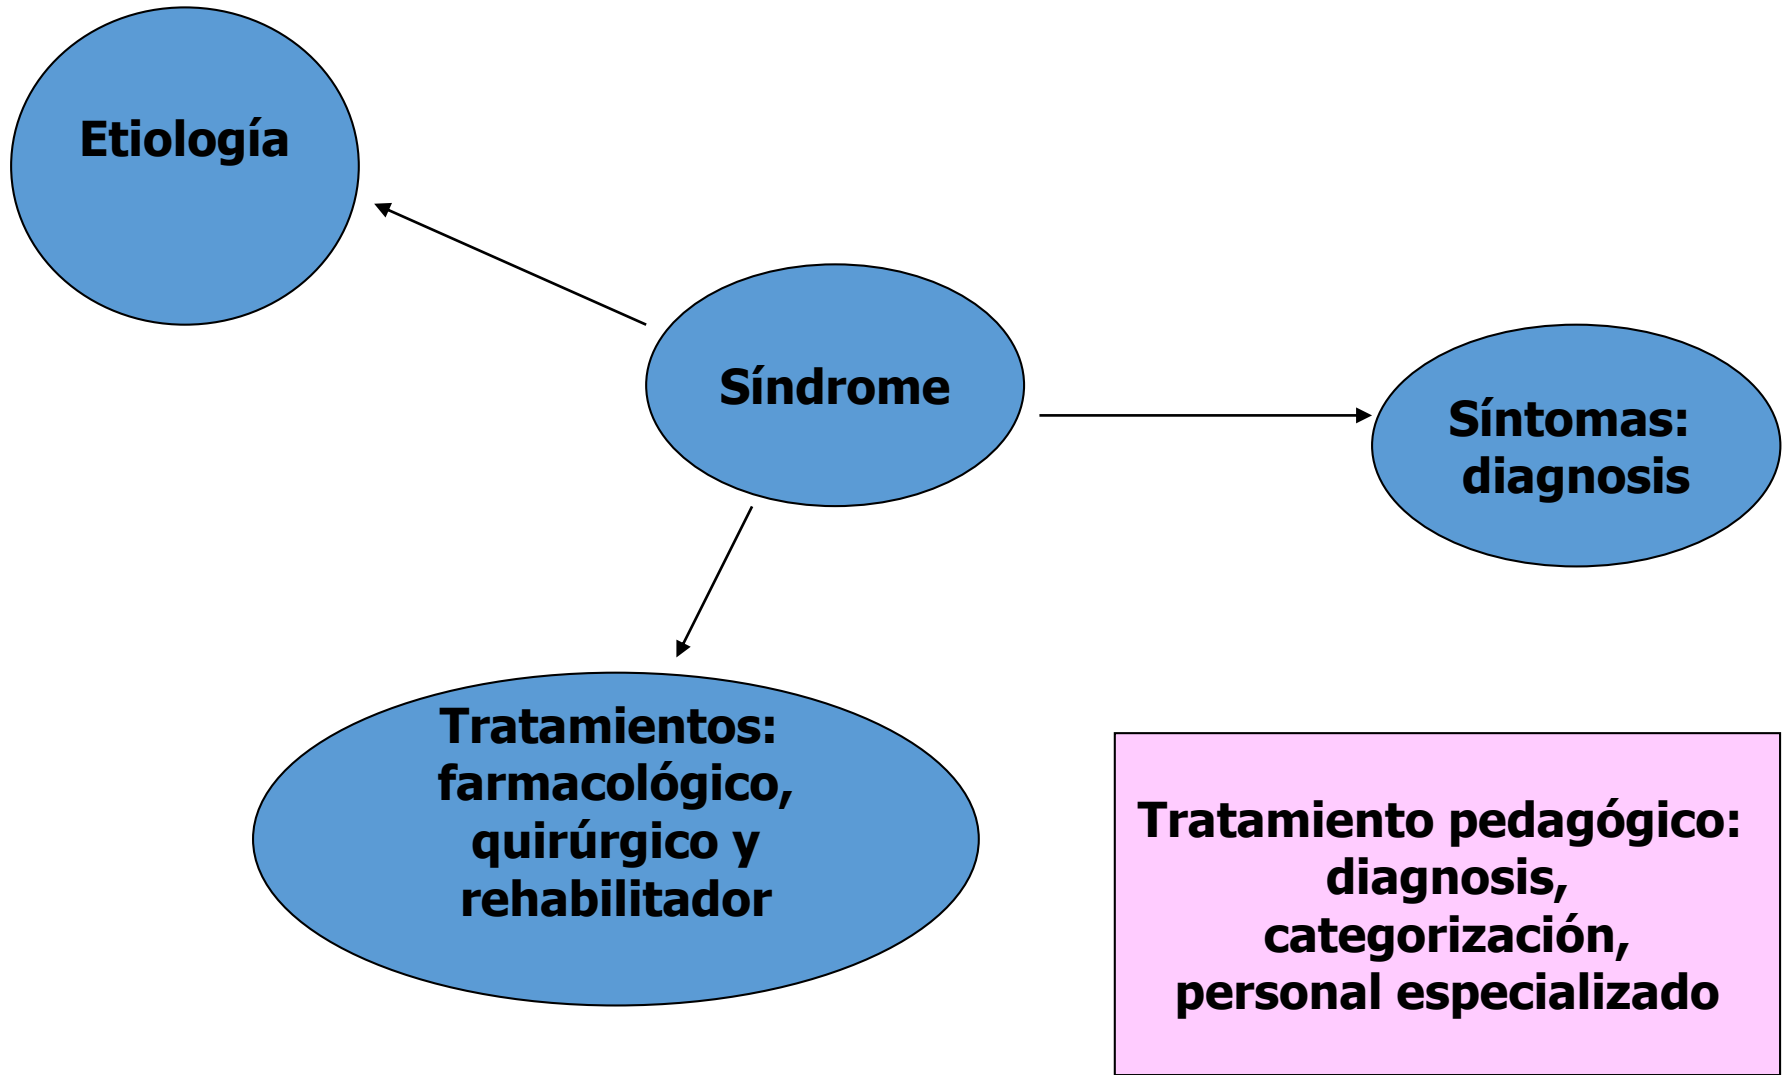 Etiología
Síndrome
Síntomas:
diagnosis
Tratamientos:
farmacológico,
quirúrgico y
rehabilitador
Tratamiento pedagógico:
diagnosis,
categorización,
personal especializado